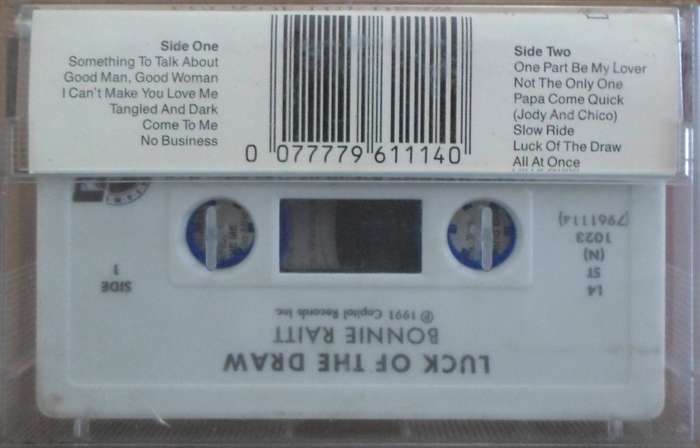 Side One
Something To Talk About
Good Man, Good Woman
I Can't Make You Love Me
Tangled And Dark
Come To Me
No Business
0 077779 611140
Side Two
One Part Be My Lover
Not The Only One
Papa Come Quick
(Jody And Chico)
Slow Ride
Luck Of The Draw
All At Once
LUCK OF THE DRAW
BONNIE RAITT
℗ 1991 Capitol Records Inc.
L4
ST
(N)
1023
(7961114)
SIDE
1